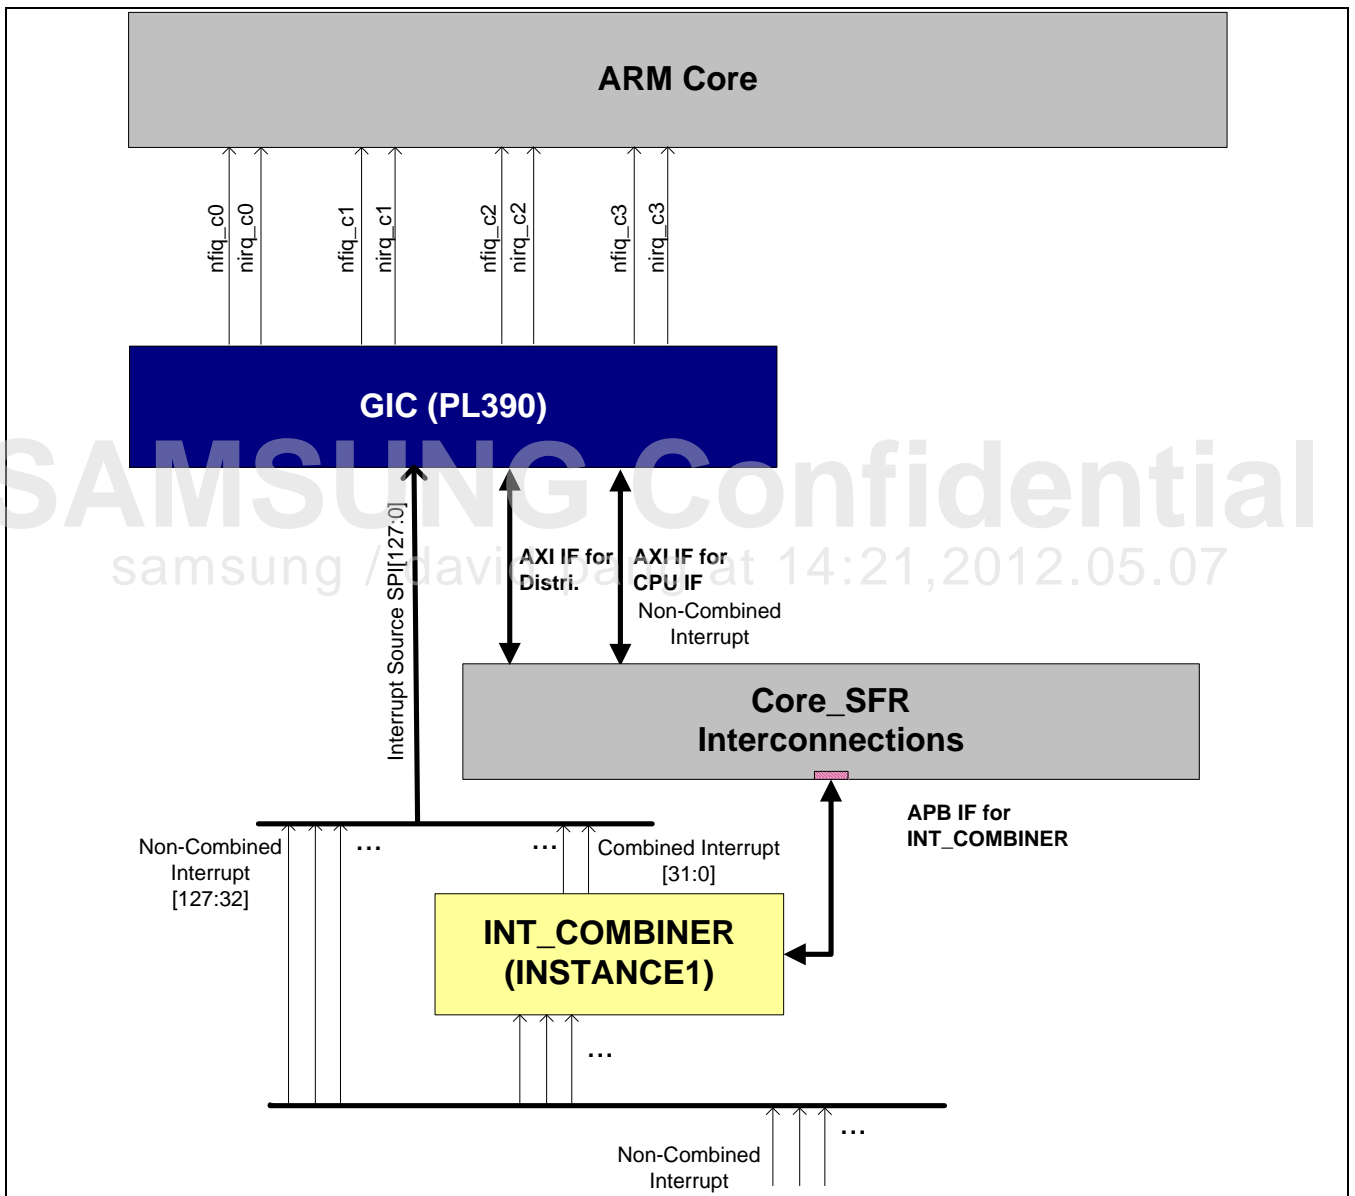 ARM Core
nfiq_c0
nirq_c0
nfiq_c1
nirq_c1
nfiq_c2
nirq_c2
nfiq_c3
nirq_c3
GIC (PL390)
SAMSUNG Confidential
samsung / david.pang at 14:21,2012.05.07
Interrupt Source SPI[127:0]
AXI IF for
Distri.
AXI IF for
CPU IF
Non-Combined
Interrupt
Core_SFR
Interconnections
APB IF for
INT_COMBINER
Non-Combined
Interrupt
[127:32]
...
...
Combined Interrupt
[31:0]
INT_COMBINER
(INSTANCE1)
...
...
Non-Combined
Interrupt